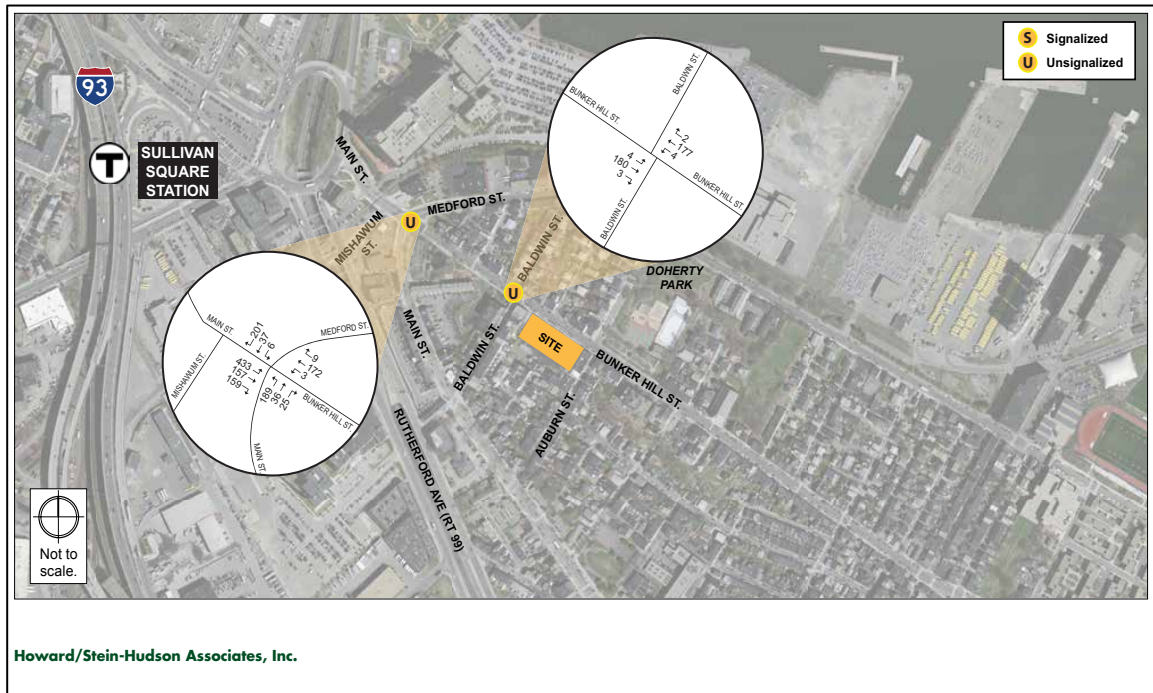 S Signalized
U Unsignalized
93
T
SULLIVAN
SQUARE
STATION
MAIN ST.
MEDFORD ST.
MISHAWUM
ST.
U
BALDWIN ST.
BUNKER HILL ST.
2
177
4
4
180
3
BUNKER HILL ST.
BALDWIN ST.
BALDWIN ST.
DOHERTY
PARK
U
MAIN ST.
BALDWIN ST.
SITE
BUNKER HILL ST.
AUBURN ST.
RUTHERFORD AVE (RT 99)
MAIN ST.
201
37
6
MEDFORD ST.
9
172
3
MISHAWUM ST.
433
157
159
189
36
25
BUNKER HILL ST.
MAIN ST.
Not to
scale.
Howard/Stein-Hudson Associates, Inc.